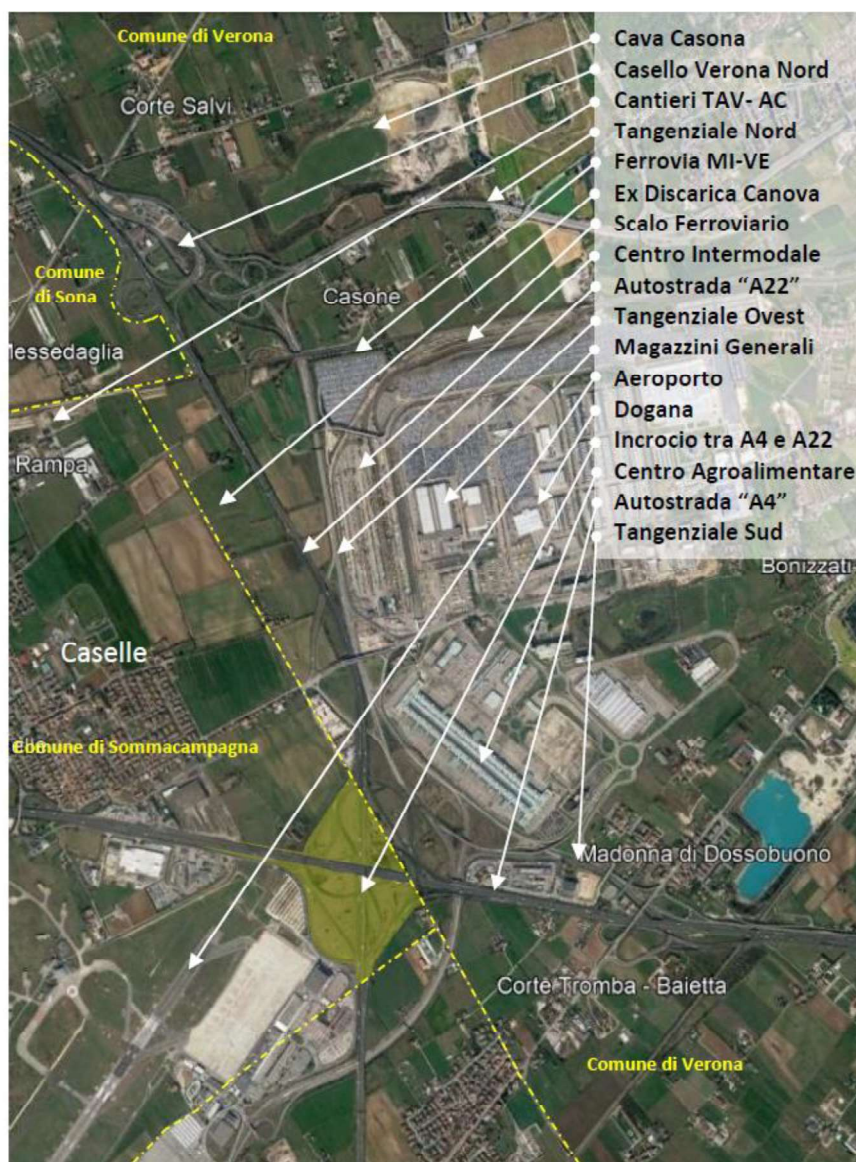 Comune di Verona
Cava Casona
Casello Verona Nord
Corte Salvi
Cantieri TAV- AC
Tangenziale Nord
Ferrovia MI-VE
Ex Discarica Canova
Scalo Ferroviario
Centro Intermodale
Comune
di Sona
Casone
Autostrada “A22”
Tangenziale Ovest
Magazzini Generali
Messedaglia
Aeroporto
Dogana
Incrocio tra A4 e A22
Rampa
Centro Agroalimentare
Autostrada “A4”
Tangenziale Sud
Bonizzati
Caselle
Comune di Sommacampagna
Madonna di Dossobuono
Corte Tromba - Baietta
Comune di Verona